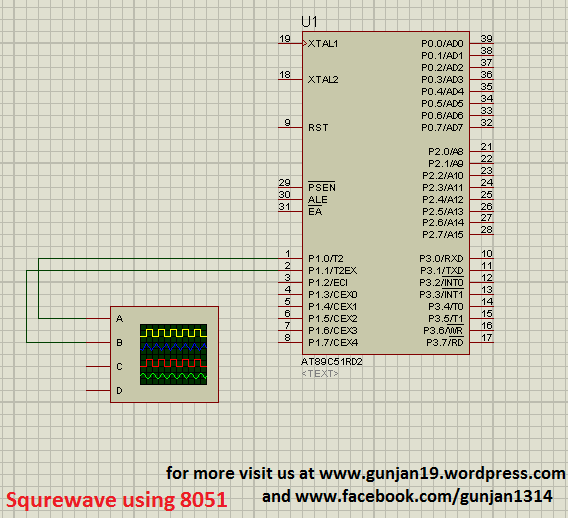 U1
19 XTAL1 P0.0/AD0 39
P0.1/AD1 38
P0.2/AD2 37
18 XTAL2 P0.3/AD3 36
P0.4/AD4 35
P0.5/AD5 34
P0.6/AD6 33
9 RST P0.7/AD7 32
P2.0/A8 21
P2.1/A9 22
P2.2/A10 23
29 PSEN P2.3/A11 24
30 ALE P2.4/A12 25
31 EA P2.5/A13 26
P2.6/A14 27
P2.7/A15 28
1 P1.0/T2 P3.0/RXD 10
2 P1.1/T2EX P3.1/TXD 11
3 P1.2/ECI P3.2/INT0 12
4 P1.3/CEX0 P3.3/INT1 13
5 P1.4/CEX1 P3.4/T0 14
6 P1.5/CEX2 P3.5/T1 15
7 P1.6/CEX3 P3.6/WR 16
8 P1.7/CEX4 P3.7/RD 17
A
B
C
D
AT89C51RD2
<TEXT>
for more visit us at www.gunjan19.wordpress.com
and www.facebook.com/gunjan1314
Squrewave using 8051